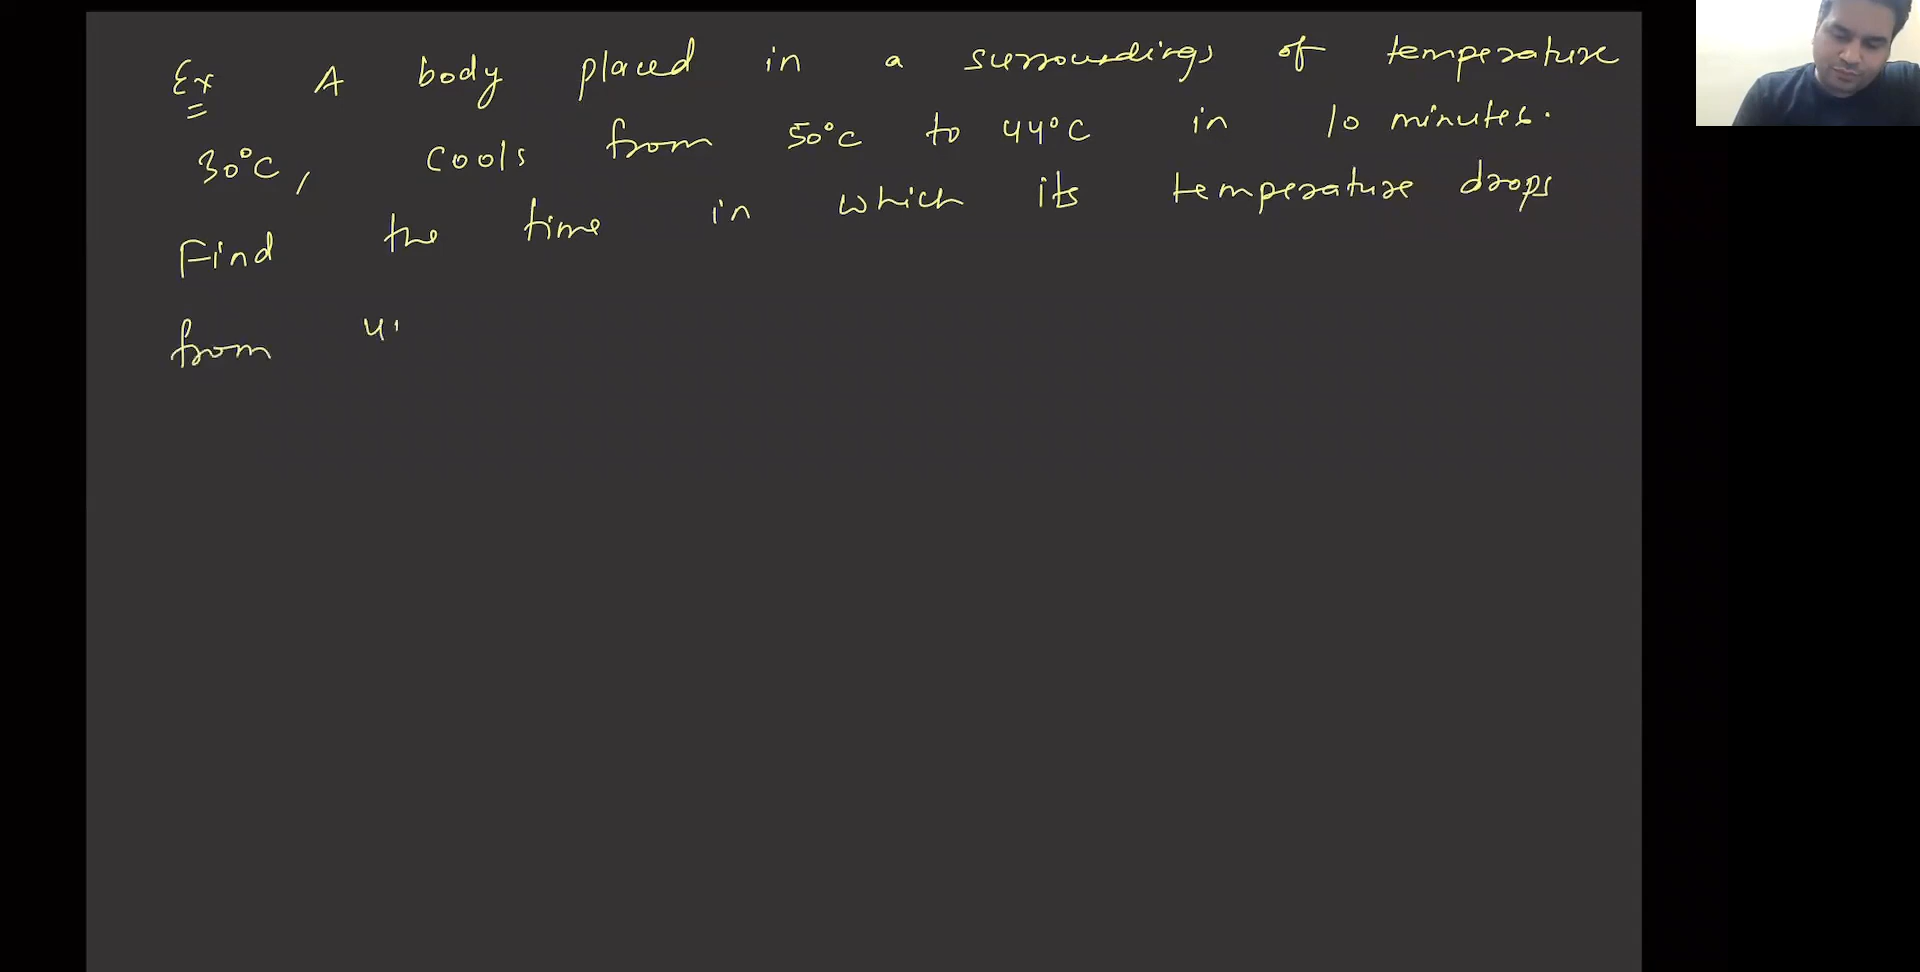 Ex A body placed in a surroundings of temperature
30°C, cools from 50°C to 44°C in 10 minutes.
Find the time in which its temperature drops
from